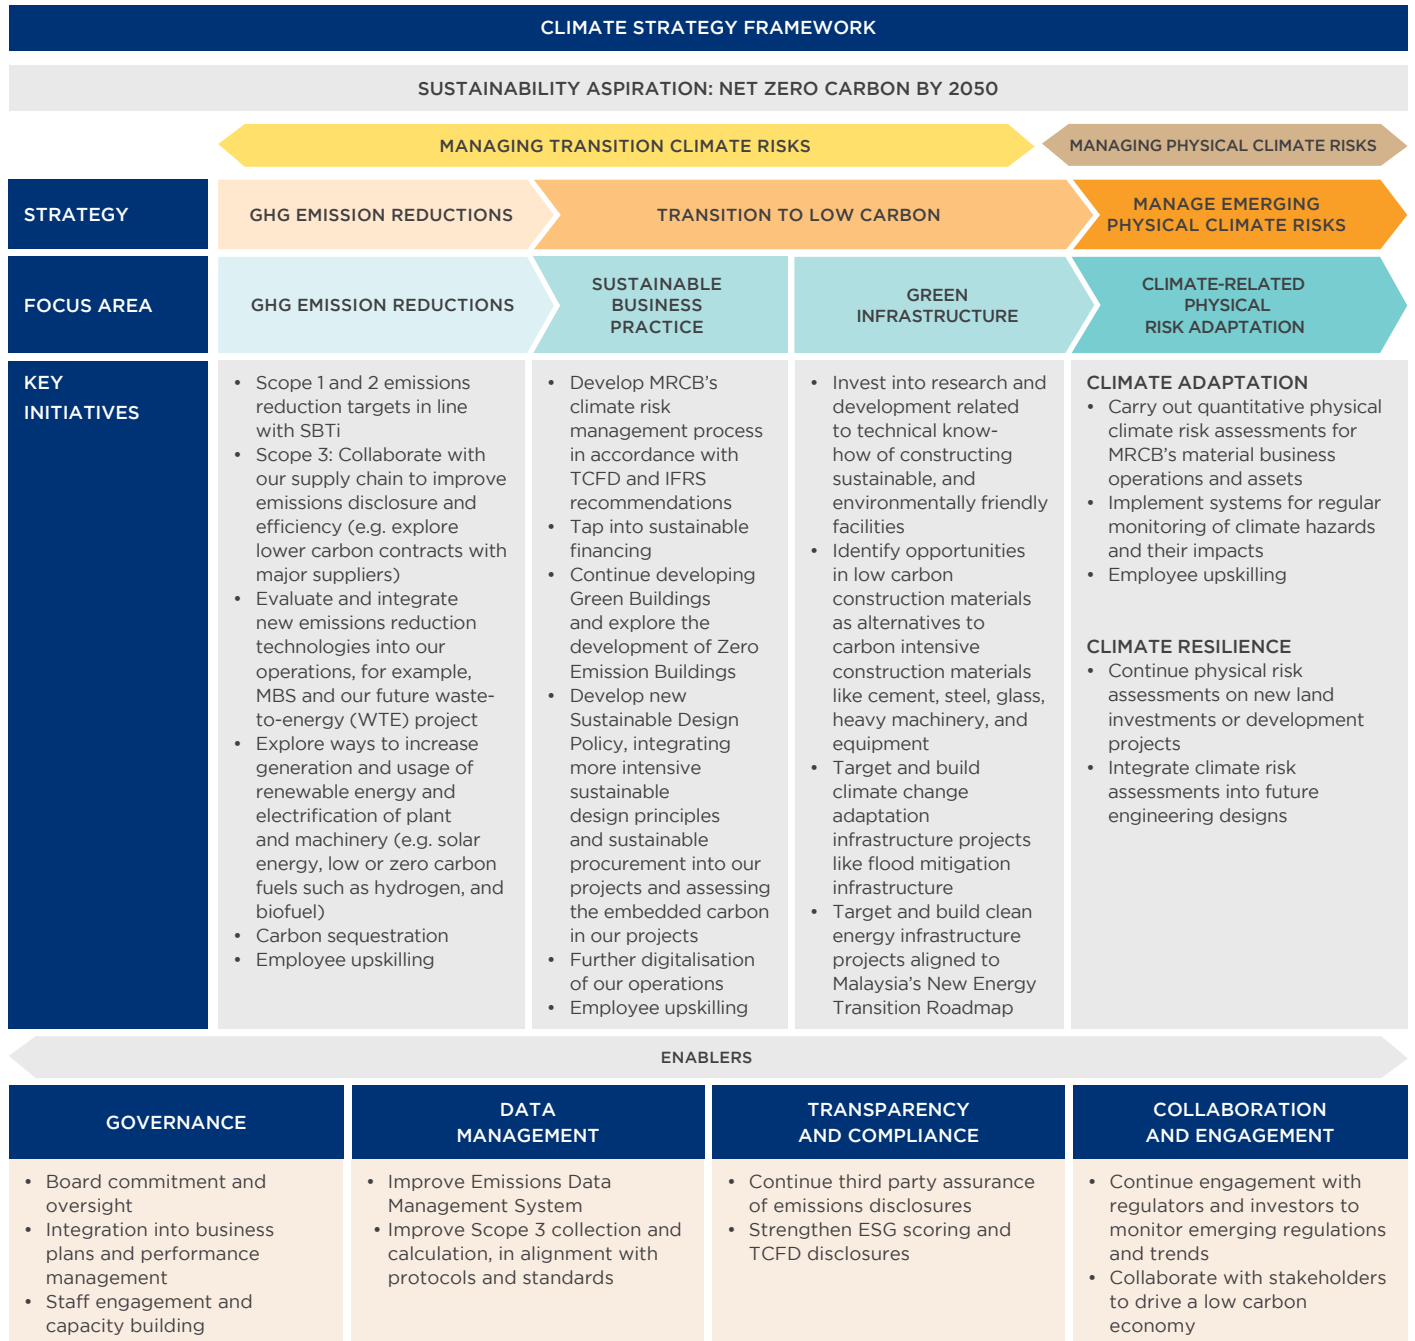 CLIMATE STRATEGY FRAMEWORK
SUSTAINABILITY ASPIRATION: NET ZERO CARBON BY 2050
MANAGING TRANSITION CLIMATE RISKS
MANAGING PHYSICAL CLIMATE RISKS
STRATEGY
GHG EMISSION REDUCTIONS
TRANSITION TO LOW CARBON
MANAGE EMERGING
PHYSICAL CLIMATE RISKS
FOCUS AREA
GHG EMISSION REDUCTIONS
SUSTAINABLE
BUSINESS
PRACTICE
GREEN
INFRASTRUCTURE
CLIMATE-RELATED
PHYSICAL
RISK ADAPTATION
KEY
INITIATIVES
• Scope 1 and 2 emissions
reduction targets in line
with SBTi
• Scope 3: Collaborate with
our supply chain to improve
emissions disclosure and
efficiency (e.g. explore
lower carbon contracts with
major suppliers)
• Evaluate and integrate
new emissions reduction
technologies into our
operations, for example,
MBS and our future waste-
to-energy (WTE) project
• Explore ways to increase
generation and usage of
renewable energy and
electrification of plant
and machinery (e.g. solar
energy, low or zero carbon
fuels such as hydrogen, and
biofuel)
• Carbon sequestration
• Employee upskilling
• Develop MRCB's
climate risk
management process
in accordance with
TCFD and IFRS
recommendations
• Tap into sustainable
financing
• Continue developing
Green Buildings
and explore the
development of Zero
Emission Buildings
• Develop new
Sustainable Design
Policy, integrating
more intensive
sustainable
design principles
and sustainable
procurement into our
projects and assessing
the embedded carbon
in our projects
• Further digitalisation
of our operations
• Employee upskilling
• Invest into research and
development related
to technical know-
how of constructing
sustainable, and
environmentally friendly
facilities
• Identify opportunities
in low carbon
construction materials
as alternatives to
carbon intensive
construction materials
like cement, steel, glass,
heavy machinery, and
equipment
• Target and build
climate change
adaptation
infrastructure projects
like flood mitigation
infrastructure
• Target and build clean
energy infrastructure
projects aligned to
Malaysia's New Energy
Transition Roadmap
CLIMATE ADAPTATION
• Carry out quantitative physical
climate risk assessments for
MRCB's material business
operations and assets
• Implement systems for regular
monitoring of climate hazards
and their impacts
• Employee upskilling
CLIMATE RESILIENCE
• Continue physical risk
assessments on new land
investments or development
projects
• Integrate climate risk
assessments into future
engineering designs
ENABLERS
GOVERNANCE
• Board commitment and
oversight
• Integration into business
plans and performance
management
• Staff engagement and
capacity building
DATA
MANAGEMENT
• Improve Emissions Data
Management System
• Improve Scope 3 collection and
calculation, in alignment with
protocols and standards
TRANSPARENCY
AND COMPLIANCE
• Continue third party assurance
of emissions disclosures
• Strengthen ESG scoring and
TCFD disclosures
COLLABORATION
AND ENGAGEMENT
• Continue engagement with
regulators and investors to
monitor emerging regulations
and trends
• Collaborate with stakeholders
to drive a low carbon
economy